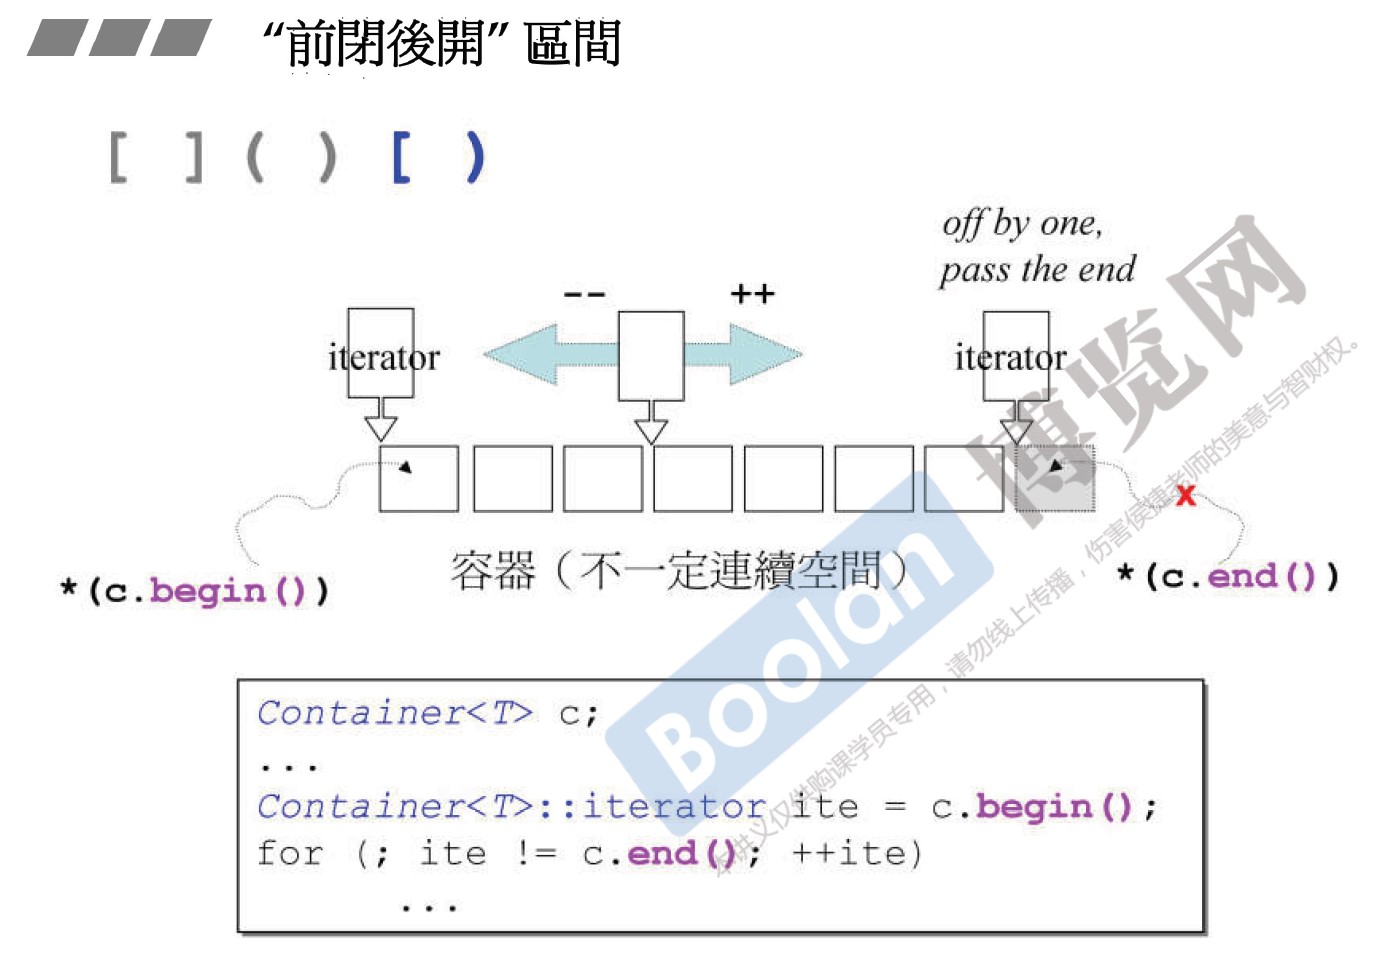 “前閉後開” 區間
[ ] ( ) [ )
off by one,
pass the end
-- ++
iterator
iterator
x
容器（不一定連續空間）
*(c.begin())
*(c.end())
Container<T> c;
...
Container<T>::iterator ite = c.begin();
for (; ite != c.end(); ++ite)
...
Boolan
博览网
本讲义仅供购课学员专用，请勿线上传播，伤害侯捷老师的美意与智财权。